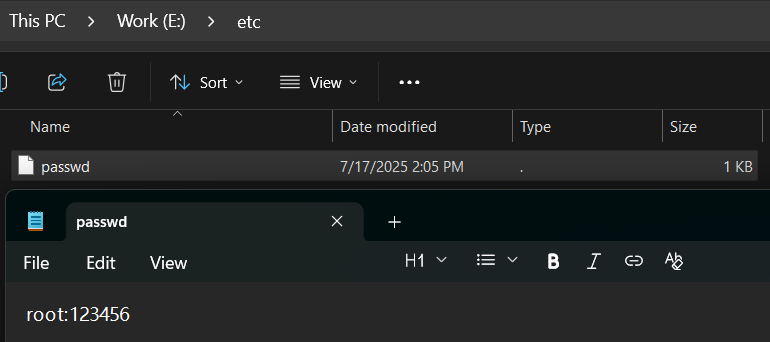 This PC > Work (E:) > etc
Sort View ...
Name Date modified Type Size
passwd 7/17/2025 2:05 PM . 1 KB
passwd × +
File Edit View H1 B I A
root:123456